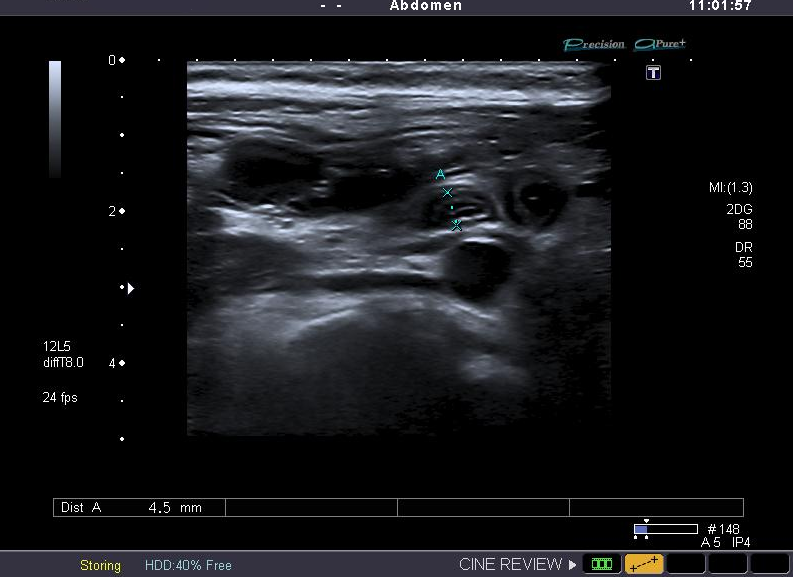 - - Abdomen 11:01:57
Precision APure+
0
T
A
MI:(1.3)
2
2DG
88
DR
55
12L5
diffT8.0
4
24 fps
Dist A 4.5 mm
#148
A 5 IP4
Storing HDD:40% Free CINE REVIEW